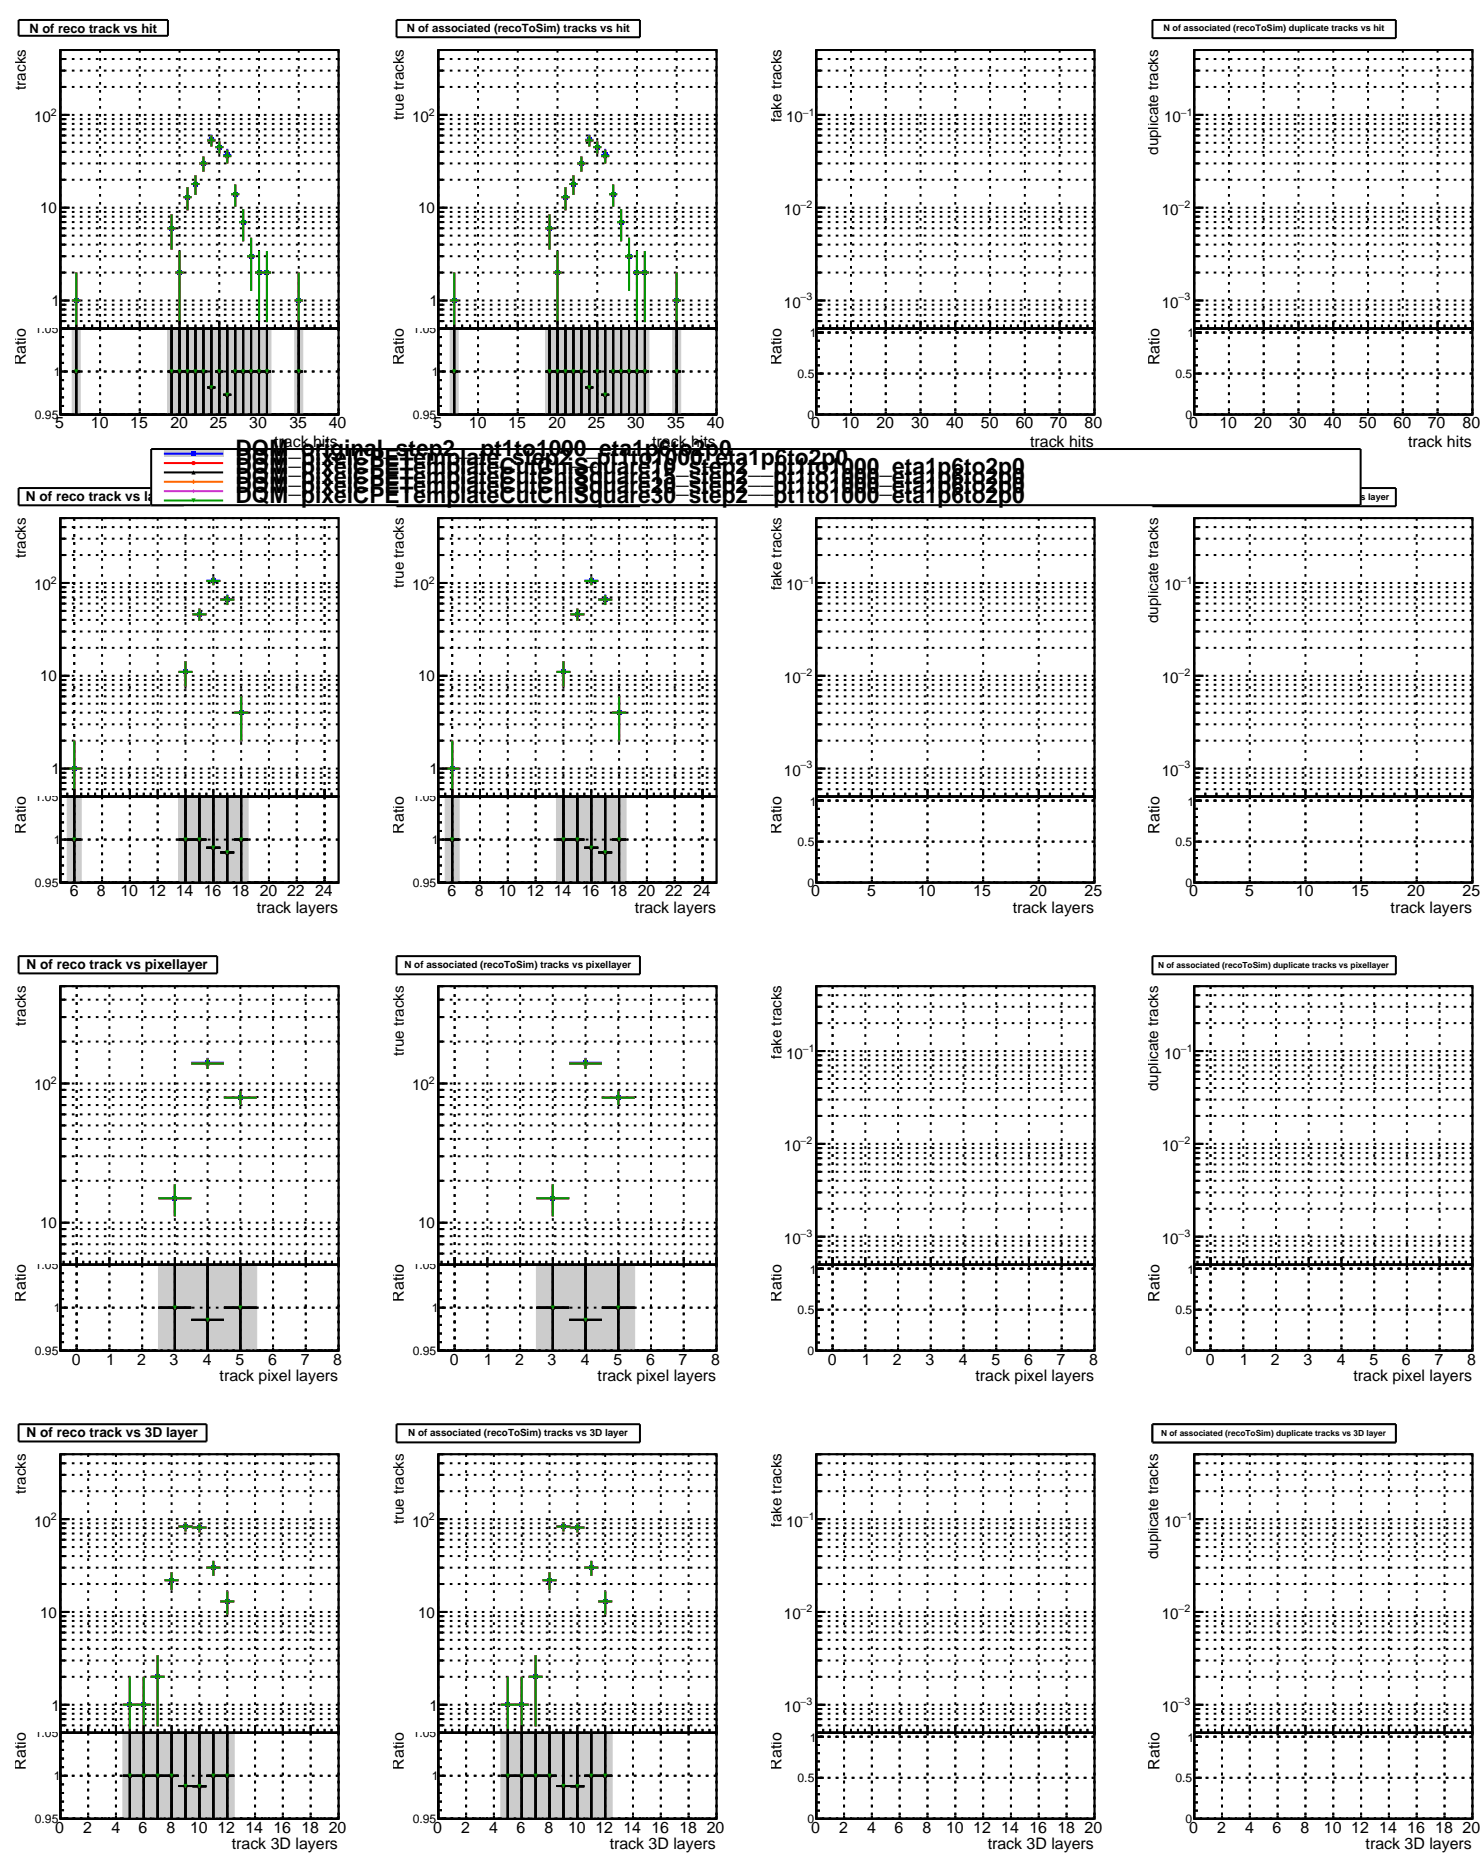 N of reco track vs hit
N of associated (recoToSim) tracks vs hit
N of associated (recoToSim) duplicate tracks vs hit
tracks
true tracks
fake tracks
duplicate tracks
10²
10
1
10²
10
1
10⁻¹
10⁻²
10⁻³
10⁻¹
10⁻²
10⁻³
Ratio
Ratio
Ratio
Ratio
1
0.95
1
0.95
1
0.5
0
1
0.5
0
5 10 15 20 25 30 35 40
5 10 15 20 25 30 35 40
0 10 20 30 40 50 60 70 80
0 10 20 30 40 50 60 70 80
track hits
track hits
track hits
track hits
DQM_original_step2__pt1to1000_eta1p6to2p0
DQM_pixelCPETemplateCutChiSquare30_step2__pt1to1000_eta1p6to2p0
N of reco track vs la
s layer
tracks
true tracks
fake tracks
duplicate tracks
10²
10
1
10²
10
1
10⁻¹
10⁻²
10⁻³
10⁻¹
10⁻²
10⁻³
Ratio
Ratio
Ratio
Ratio
1
0.95
1
0.95
1
0.5
0
1
0.5
0
6 8 10 12 14 16 18 20 22 24
6 8 10 12 14 16 18 20 22 24
0 5 10 15 20 25
0 5 10 15 20 25
track layers
track layers
track layers
track layers
N of reco track vs pixellayer
N of associated (recoToSim) tracks vs pixellayer
N of associated (recoToSim) duplicate tracks vs pixellayer
tracks
true tracks
fake tracks
duplicate tracks
10²
10
10²
10
10⁻¹
10⁻²
10⁻³
10⁻¹
10⁻²
10⁻³
Ratio
Ratio
Ratio
Ratio
1
0.95
1
0.95
1
0.5
0
1
0.5
0
0 1 2 3 4 5 6 7 8
0 1 2 3 4 5 6 7 8
0 1 2 3 4 5 6 7 8
0 1 2 3 4 5 6 7 8
track pixel layers
track pixel layers
track pixel layers
track pixel layers
N of reco track vs 3D layer
N of associated (recoToSim) tracks vs 3D layer
N of associated (recoToSim) duplicate tracks vs 3D layer
tracks
true tracks
fake tracks
duplicate tracks
10²
10
1
10²
10
1
10⁻¹
10⁻²
10⁻³
10⁻¹
10⁻²
10⁻³
Ratio
Ratio
Ratio
Ratio
1
0.95
1
0.95
1
0.5
0
1
0.5
0
0 2 4 6 8 10 12 14 16 18 20
0 2 4 6 8 10 12 14 16 18 20
0 2 4 6 8 10 12 14 16 18 20
0 2 4 6 8 10 12 14 16 18 20
track 3D layers
track 3D layers
track 3D layers
track 3D layers